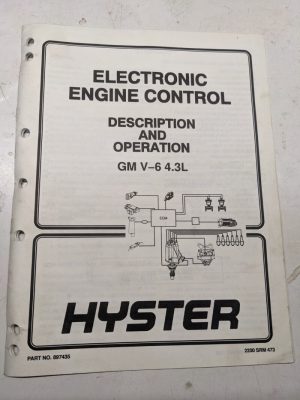 ELECTRONIC
ENGINE CONTROL
DESCRIPTION
AND
OPERATION
GM V-6 4.3L
ECM
HYSTER
PART NO. 897435
2200 SRM 473